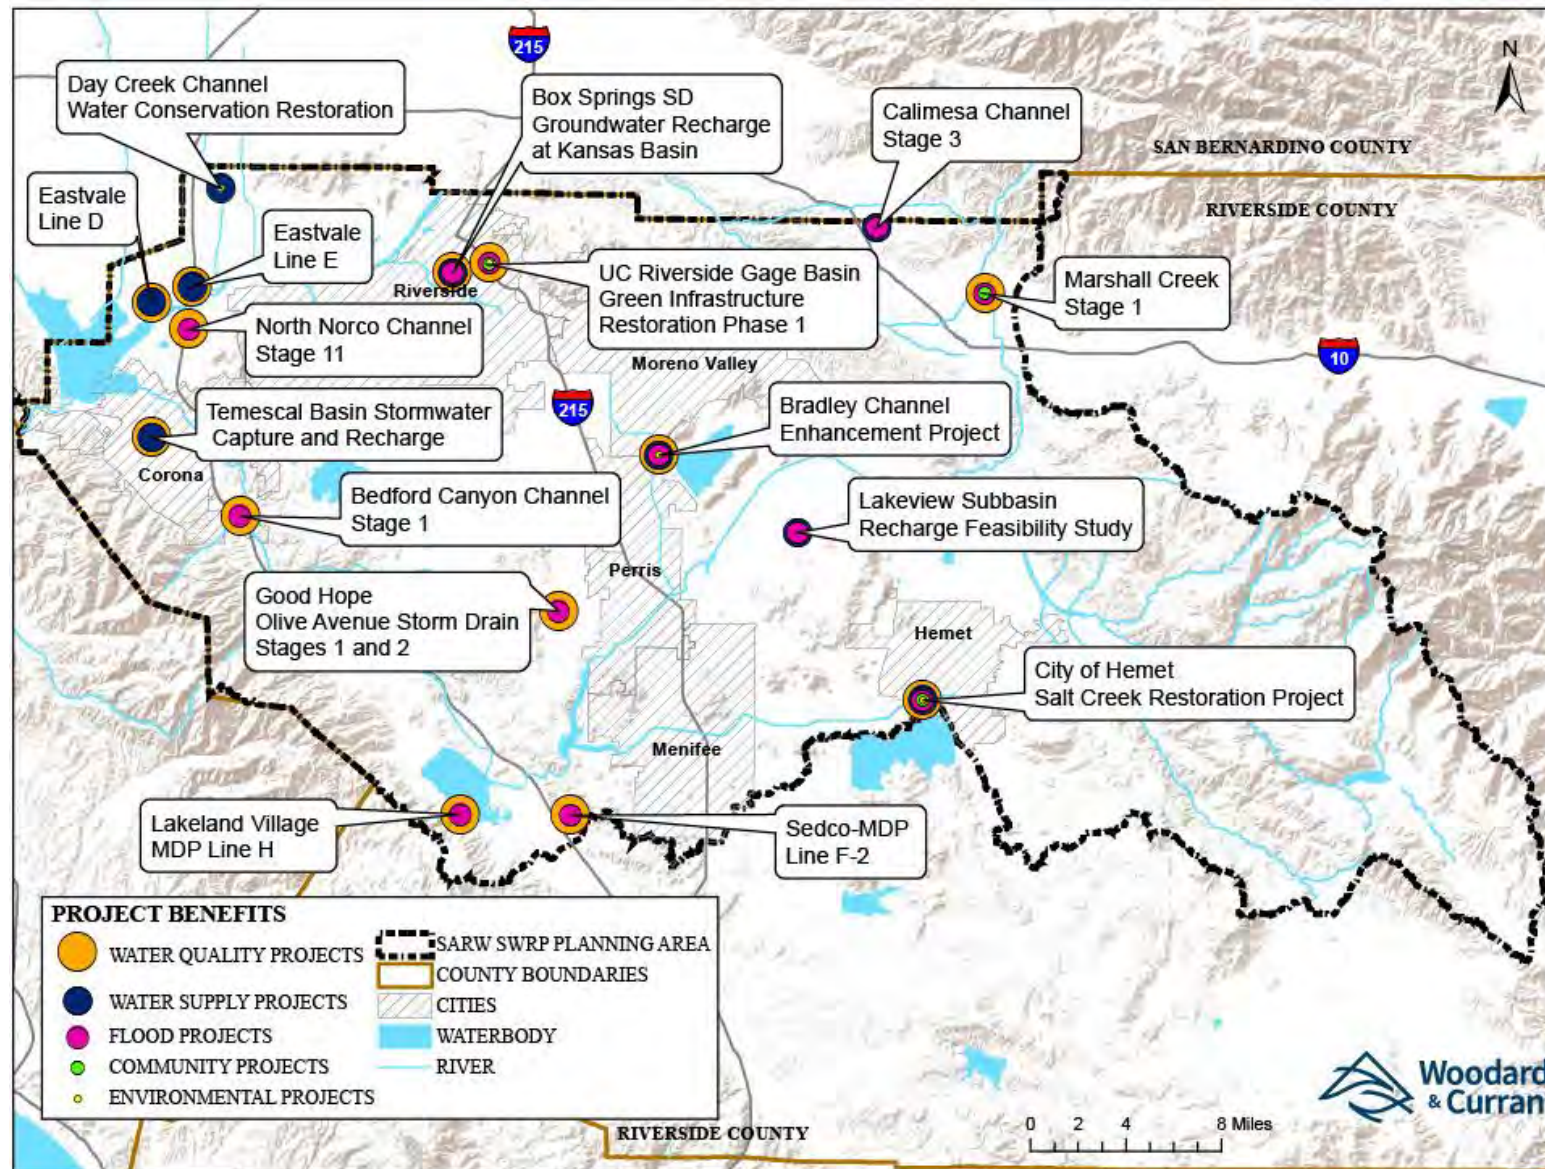 215
N
Day Creek Channel
Water Conservation Restoration
Box Springs SD
Groundwater Recharge
at Kansas Basin
Calimesa Channel
Stage 3
SAN BERNARDINO COUNTY
RIVERSIDE COUNTY
Eastvale
Line D
Eastvale
Line E
UC Riverside Gage Basin
Green Infrastructure
Restoration Phase 1
Marshall Creek
Stage 1
Riverside
North Norco Channel
Stage 11
Moreno Valley
10
215
Temescal Basin Stormwater
Capture and Recharge
Bradley Channel
Enhancement Project
Corona
Bedford Canyon Channel
Stage 1
Lakeview Subbasin
Recharge Feasibility Study
Perris
Good Hope
Olive Avenue Storm Drain
Stages 1 and 2
Hemet
City of Hemet
Salt Creek Restoration Project
Menifee
Lakeland Village
MDP Line H
Sedco-MDP
Line F-2
PROJECT BENEFITS
WATER QUALITY PROJECTS
WATER SUPPLY PROJECTS
FLOOD PROJECTS
COMMUNITY PROJECTS
ENVIRONMENTAL PROJECTS
SARW SWRP PLANNING AREA
COUNTY BOUNDARIES
CITIES
WATERBODY
RIVER
Woodard
& Curran
0 2 4 8 Miles
RIVERSIDE COUNTY